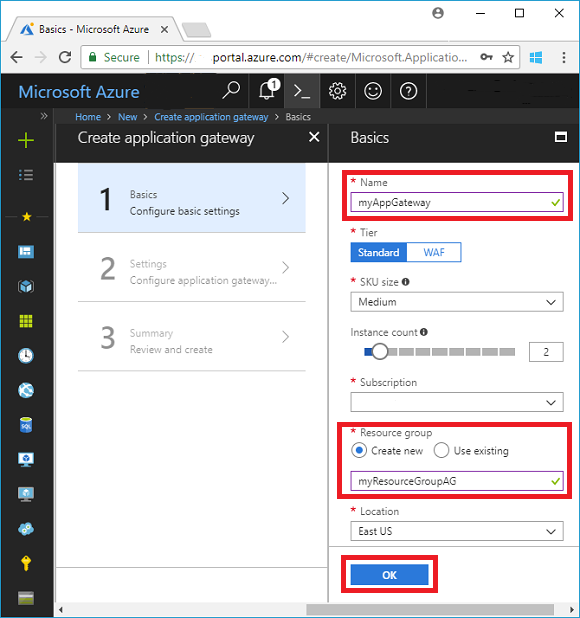 Basics - Microsoft Azure
Secure
https://
portal.azure.com/#create/Microsoft.Applicatio...
Microsoft Azure
1
Home > New > Create application gateway > Basics
Create application gateway
1
Basics
Configure basic settings
2
Settings
Configure application gateway...
3
Summary
Review and create
Basics
* Name
myAppGateway
* Tier
Standard WAF
* SKU size
Medium
Instance count
2
* Subscription
* Resource group
Create new Use existing
myResourceGroupAG
* Location
East US
OK